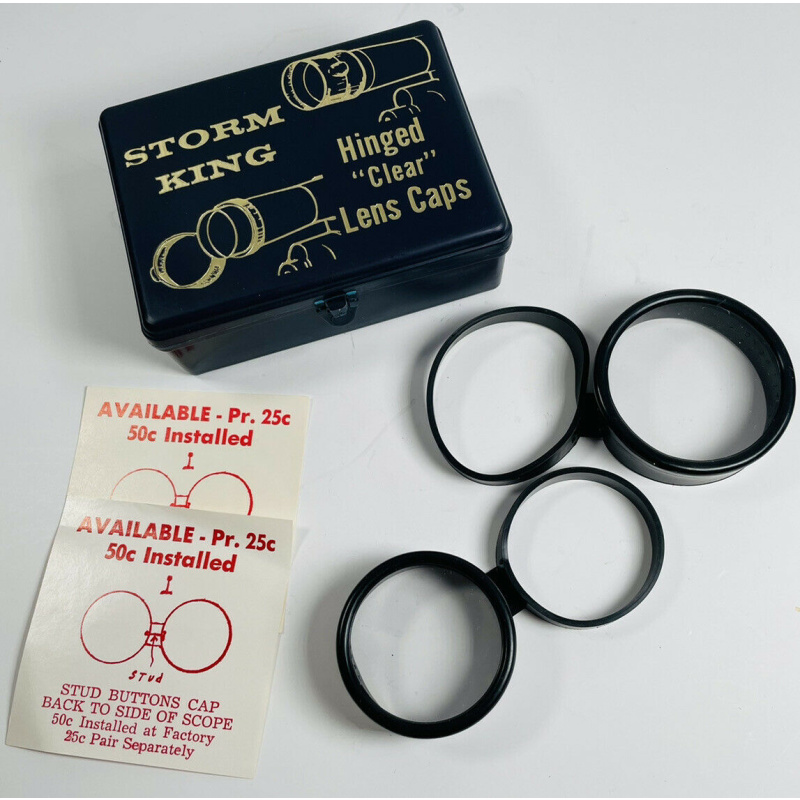 STORM
KING
Hinged
"Clear"
Lens Caps
AVAILABLE - Pr. 25c
50c Installed
AVAILABLE - Pr. 25c
50c Installed
Stud
STUD BUTTONS CAP
BACK TO SIDE OF SCOPE
50c Installed at Factory
25c Pair Separately